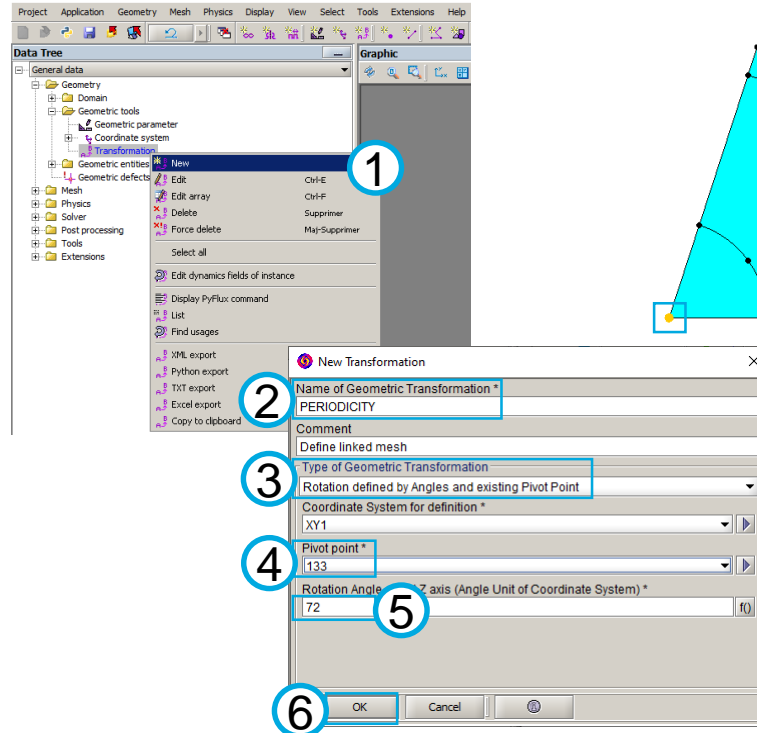 Project Application Geometry Mesh Physics Display View Select Tools Extensions Help
Data Tree
Graphic
General data
Geometry
Domain
Geometric tools
Geometric parameter
Coordinate system
Transformation
Geometric entities
Geometric defects
Mesh
Physics
Solver
Post processing
Tools
Extensions
New
1
Edit Ctrl-E
Edit array Ctrl-F
Delete Supprimer
Force delete Maj-Supprimer
Select all
Edit dynamics fields of instance
Display PyFlux command
List
Find usages
XML export
Python export
TXT export
Excel export
Copy to clipboard
New Transformation
2
Name of Geometric Transformation *
PERIODICITY
Comment
Define linked mesh
3
Type of Geometric Transformation
Rotation defined by Angles and existing Pivot Point
Coordinate System for definition *
XY1
4
Pivot point *
133
Rotation Angle Z axis (Angle Unit of Coordinate System) *
72
5
f()
6
OK Cancel